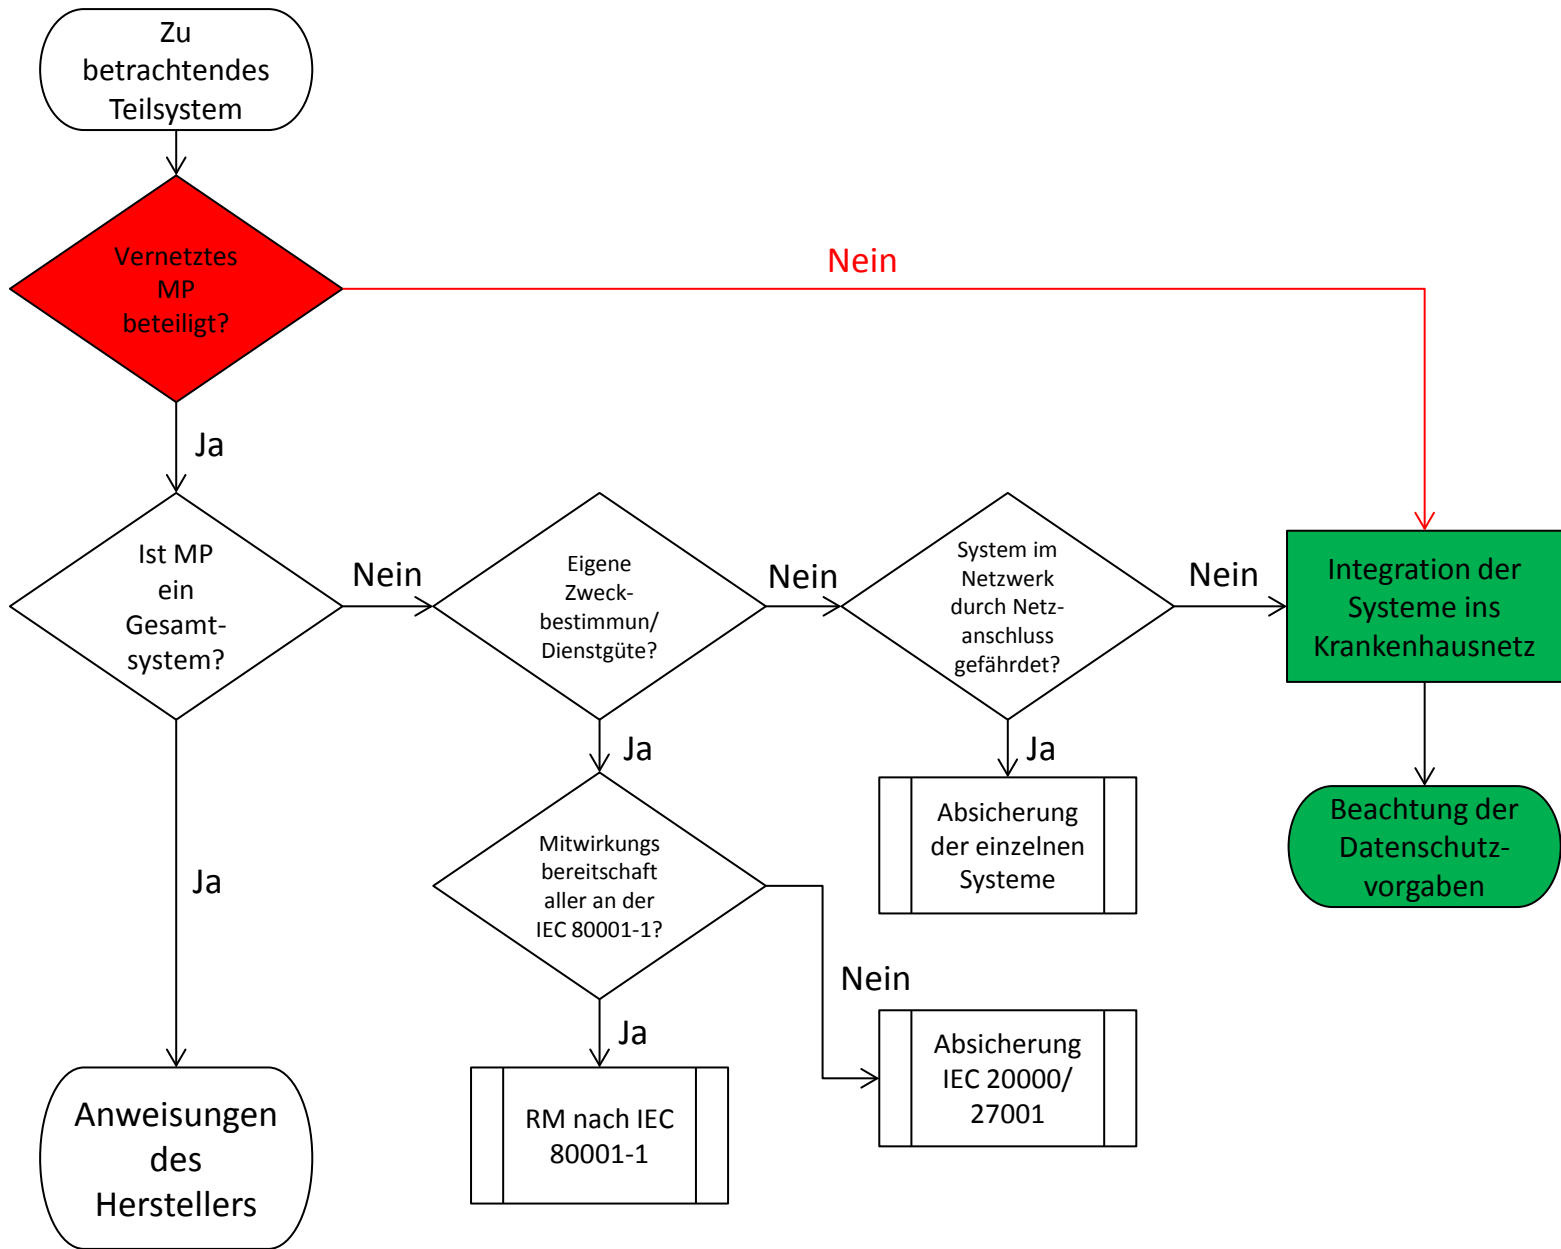 Zu
betrachtendes
Teilsystem
Vernetztes
MP
beteiligt?
Nein
Ja
Ist MP
ein
Gesamt-
system?
Nein
Eigene
Zweck-
bestimmun/
Dienstgüte?
Nein
System im
Netzwerk
durch Netz-
anschluss
gefährdet?
Nein
Integration der
Systeme ins
Krankenhausnetz
Ja
Ja
Ja
Mitwirkungs
bereitschaft
aller an der
IEC 80001-1?
Absicherung
der einzelnen
Systeme
Beachtung der
Datenschutz-
vorgaben
Nein
Ja
Anweisungen
des
Herstellers
RM nach IEC
80001-1
Absicherung
IEC 20000/
27001